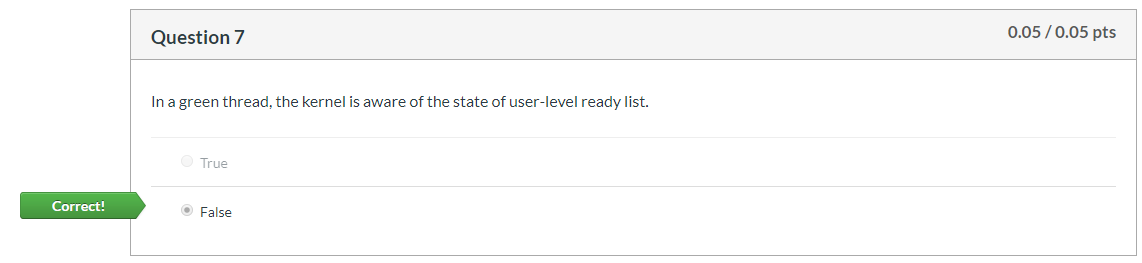 Question 7
0.05 / 0.05 pts
In a green thread, the kernel is aware of the state of user-level ready list.
True
Correct!
False